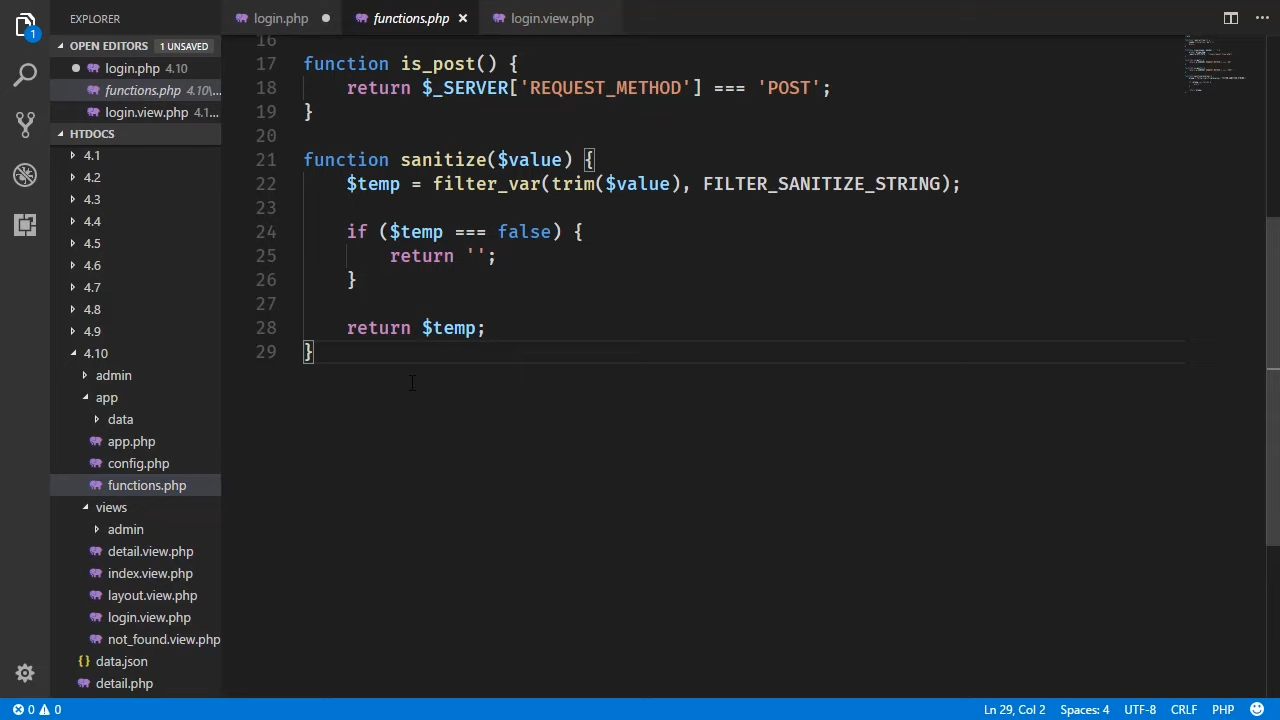 EXPLORER
login.php
functions.php
login.view.php
OPEN EDITORS 1 UNSAVED
login.php 4.10
functions.php 4.10\...
login.view.php 4.1...
HTDOCS
4.1
4.2
4.3
4.4
4.5
4.6
4.7
4.8
4.9
4.10
admin
app
data
app.php
config.php
functions.php
views
admin
detail.view.php
index.view.php
layout.view.php
login.view.php
not_found.view.php
{} data.json
detail.php
1
16
17 function is_post() {
18 return $_SERVER['REQUEST_METHOD'] === 'POST';
19 }
20
21 function sanitize($value) {
22 $temp = filter_var(trim($value), FILTER_SANITIZE_STRING);
23
24 if ($temp === false) {
25 return '';
26 }
27
28 return $temp;
29 }
0 0
Ln 29, Col 2 Spaces: 4 UTF-8 CRLF PHP